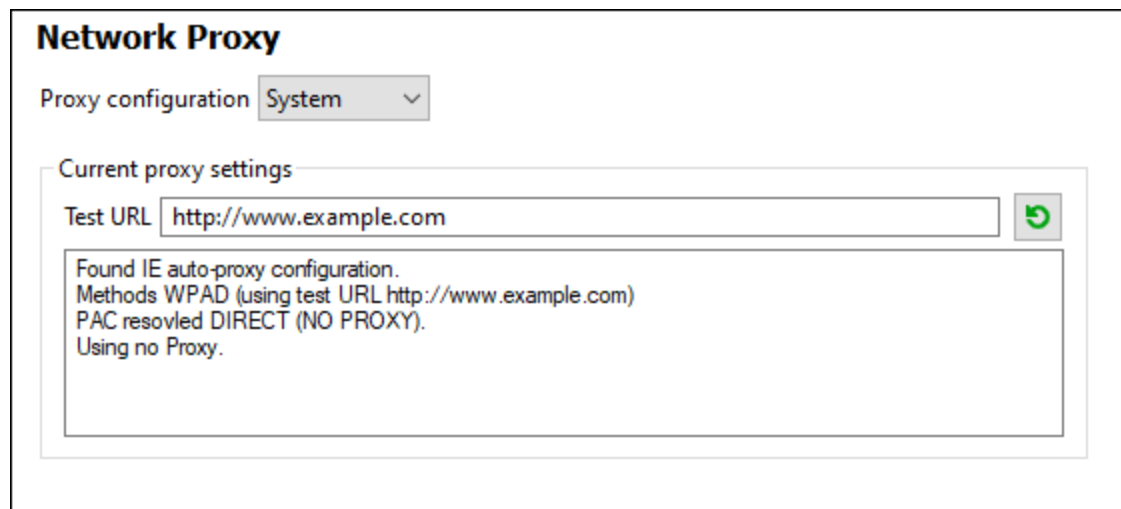 Network Proxy
Proxy configuration System
Current proxy settings
Test URL http://www.example.com
Found IE auto-proxy configuration.
Methods WPAD (using test URL http://www.example.com)
PAC resovled DIRECT (NO PROXY).
Using no Proxy.